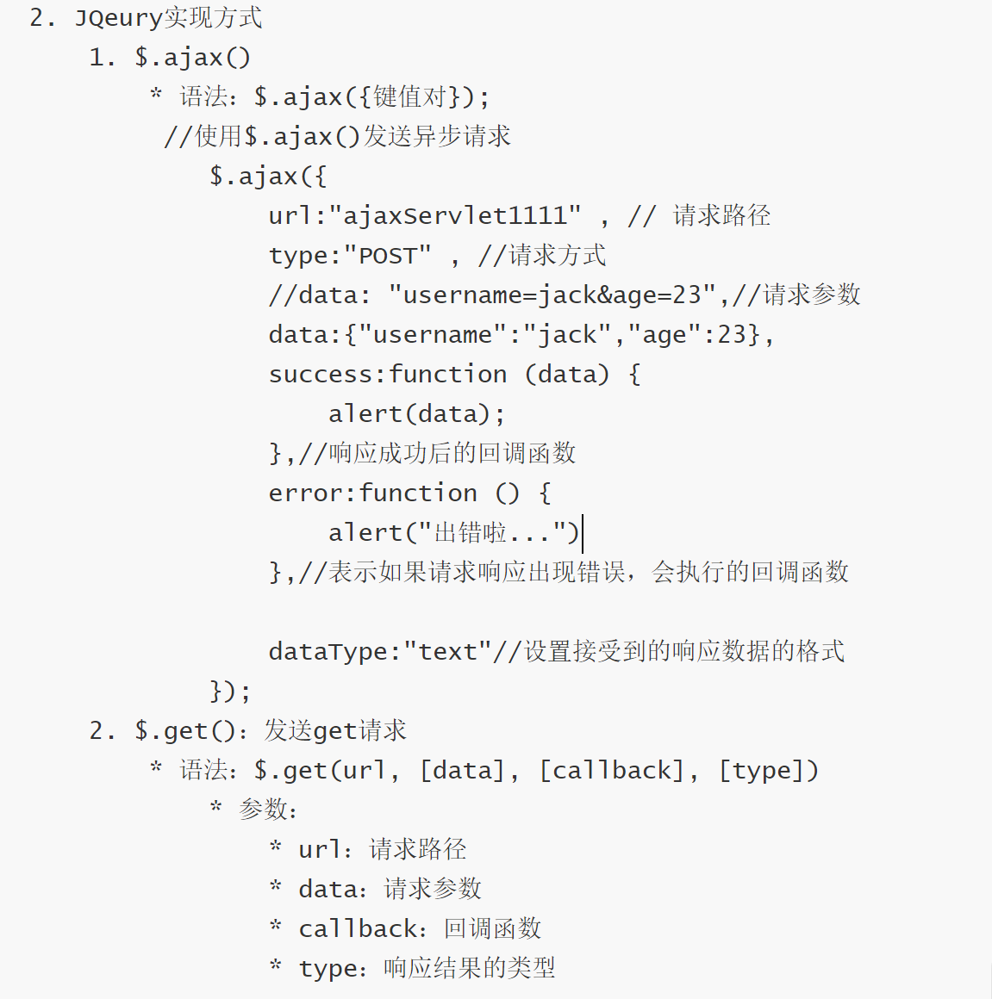 2. JQeury实现方式
1. $.ajax()
* 语法：$.ajax({键值对});
//使用$.ajax()发送异步请求
$.ajax({
url:"ajaxServlet1111" , // 请求路径
type:"POST" , //请求方式
//data: "username=jack&age=23",//请求参数
data:{"username":"jack","age":23},
success:function (data) {
alert(data);
},//响应成功后的回调函数
error:function () {
alert("出错啦...")
},//表示如果请求响应出现错误，会执行的回调函数
dataType:"text"//设置接受到的响应数据的格式
});
2. $.get()：发送get请求
* 语法：$.get(url, [data], [callback], [type])
* 参数：
* url：请求路径
* data：请求参数
* callback：回调函数
* type：响应结果的类型